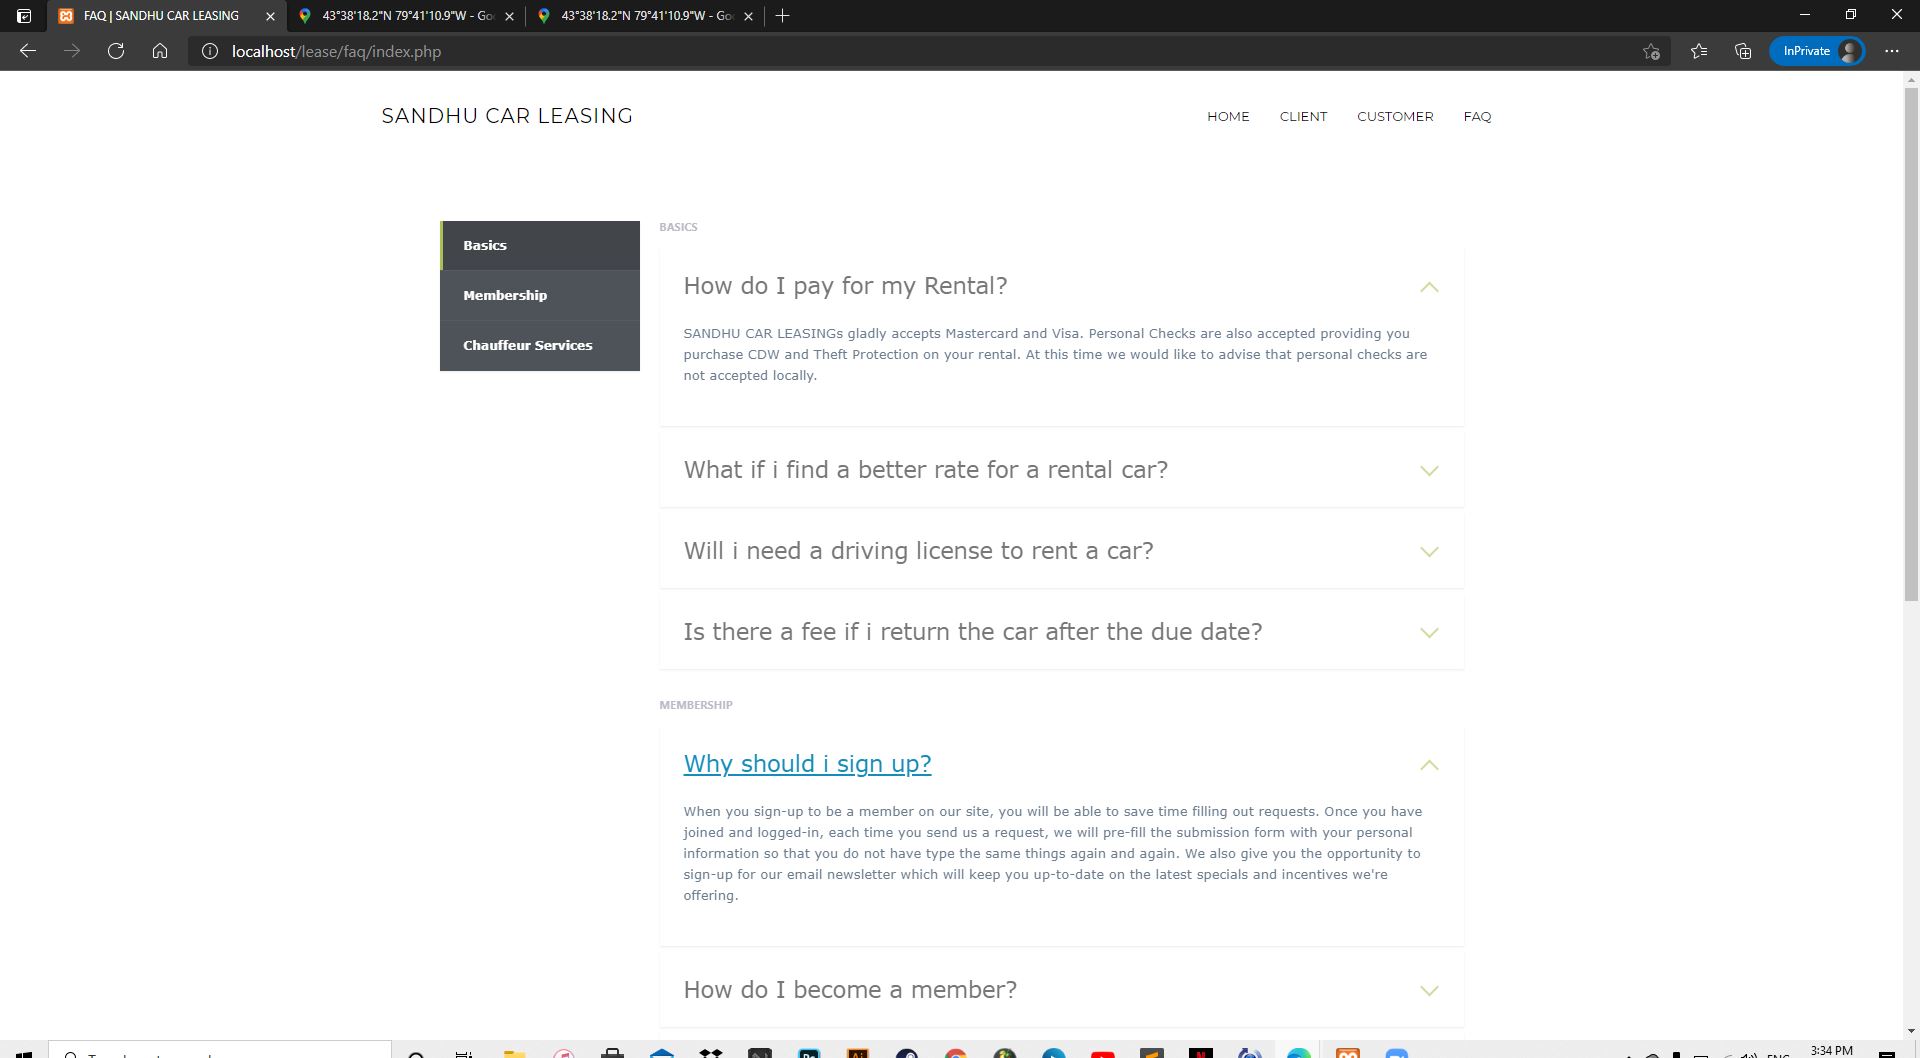 FAQ | SANDHU CAR LEASING
43°38'18.2"N 79°41'10.9"W - Go
43°38'18.2"N 79°41'10.9"W - Go
localhost/lease/faq/index.php
InPrivate
SANDHU CAR LEASING
HOME CLIENT CUSTOMER FAQ
Basics
Membership
Chauffeur Services
BASICS
How do I pay for my Rental?
SANDHU CAR LEASINGs gladly accepts Mastercard and Visa. Personal Checks are also accepted providing you
purchase CDW and Theft Protection on your rental. At this time we would like to advise that personal checks are
not accepted locally.
What if i find a better rate for a rental car?
Will i need a driving license to rent a car?
Is there a fee if i return the car after the due date?
MEMBERSHIP
Why should i sign up?
When you sign-up to be a member on our site, you will be able to save time filling out requests. Once you have
joined and logged-in, each time you send us a request, we will pre-fill the submission form with your personal
information so that you do not have type the same things again and again. We also give you the opportunity to
sign-up for our email newsletter which will keep you up-to-date on the latest specials and incentives we're
offering.
How do I become a member?
3:34 PM